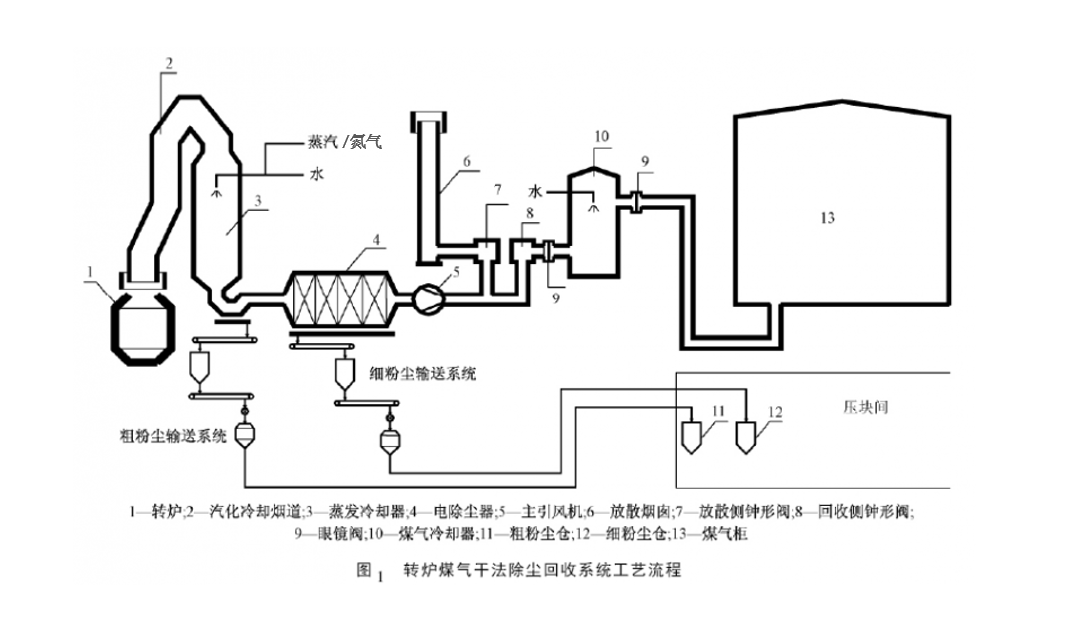 2
蒸汽/氮气
水
3
1
4
5
6
7
8
9
水
10
9
13
细粉尘输送系统
粗粉尘输送系统
压块间
11
12
1—转炉;2—汽化冷却烟道;3—蒸发冷却器;4—电除尘器;5—主引风机;6—放散烟囱;7—放散侧钟形阀;8—回收侧钟形阀;
9—眼镜阀;10—煤气冷却器;11—粗粉尘仓;12—细粉尘仓;13—煤气柜
图1 转炉煤气干法除尘回收系统工艺流程